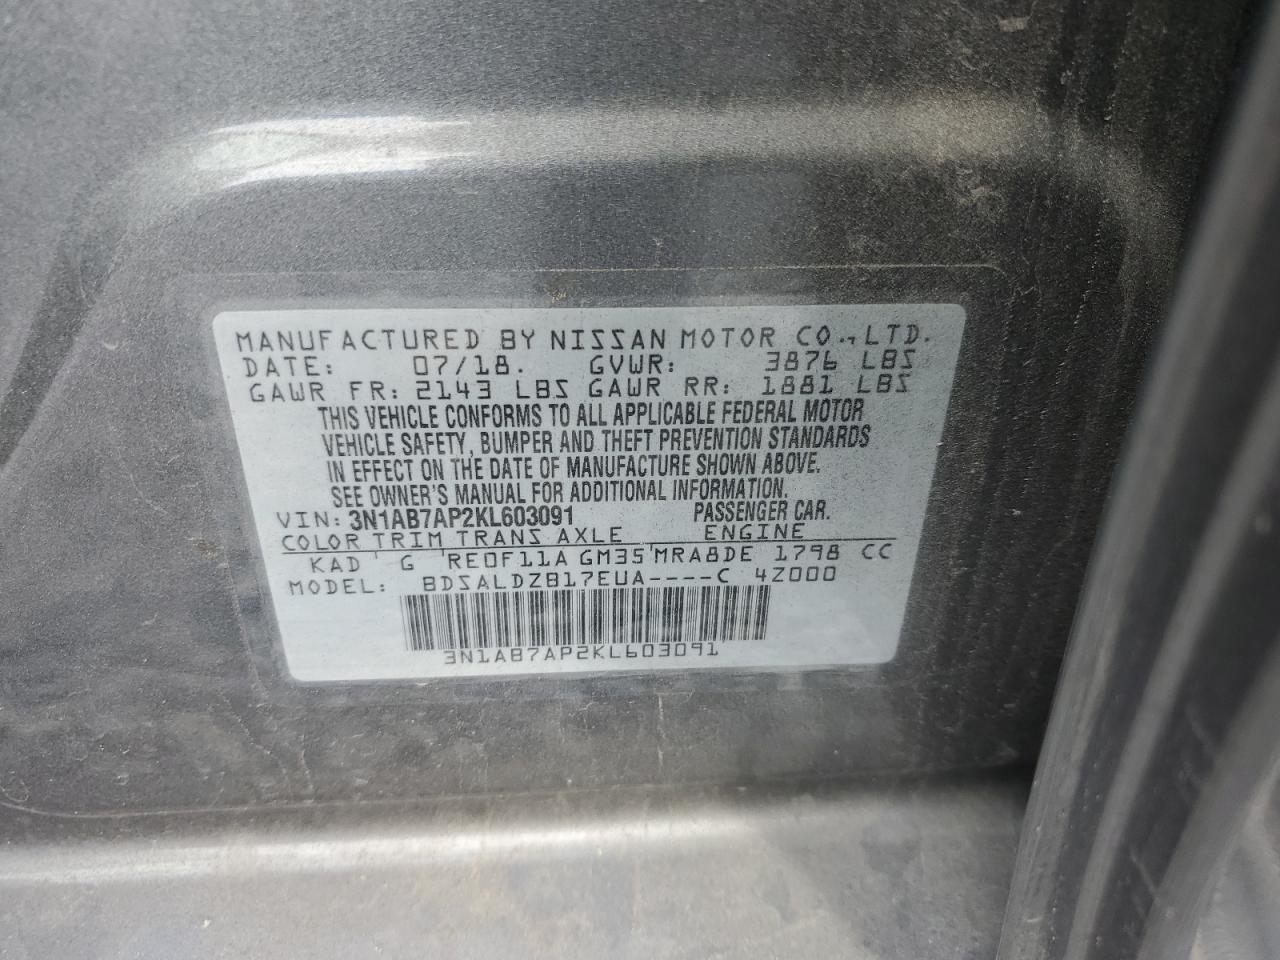 MANUFACTURED BY NISSAN MOTOR CO., LTD.
DATE: 07/18. GVWR: 3876 LBS
GAWR FR: 2143 LBS GAWR RR: 1881 LBS
THIS VEHICLE CONFORMS TO ALL APPLICABLE FEDERAL MOTOR
VEHICLE SAFETY, BUMPER AND THEFT PREVENTION STANDARDS
IN EFFECT ON THE DATE OF MANUFACTURE SHOWN ABOVE.
SEE OWNER'S MANUAL FOR ADDITIONAL INFORMATION.
VIN: 3N1AB7AP2KL603091 PASSENGER CAR.
COLOR TRIM TRANS AXLE ENGINE
KAD G RE0F11A GM35 MRA8DE 1798 CC
MODEL: BDSALDZB17EUA----C 4Z000
3N1AB7AP2KL603091